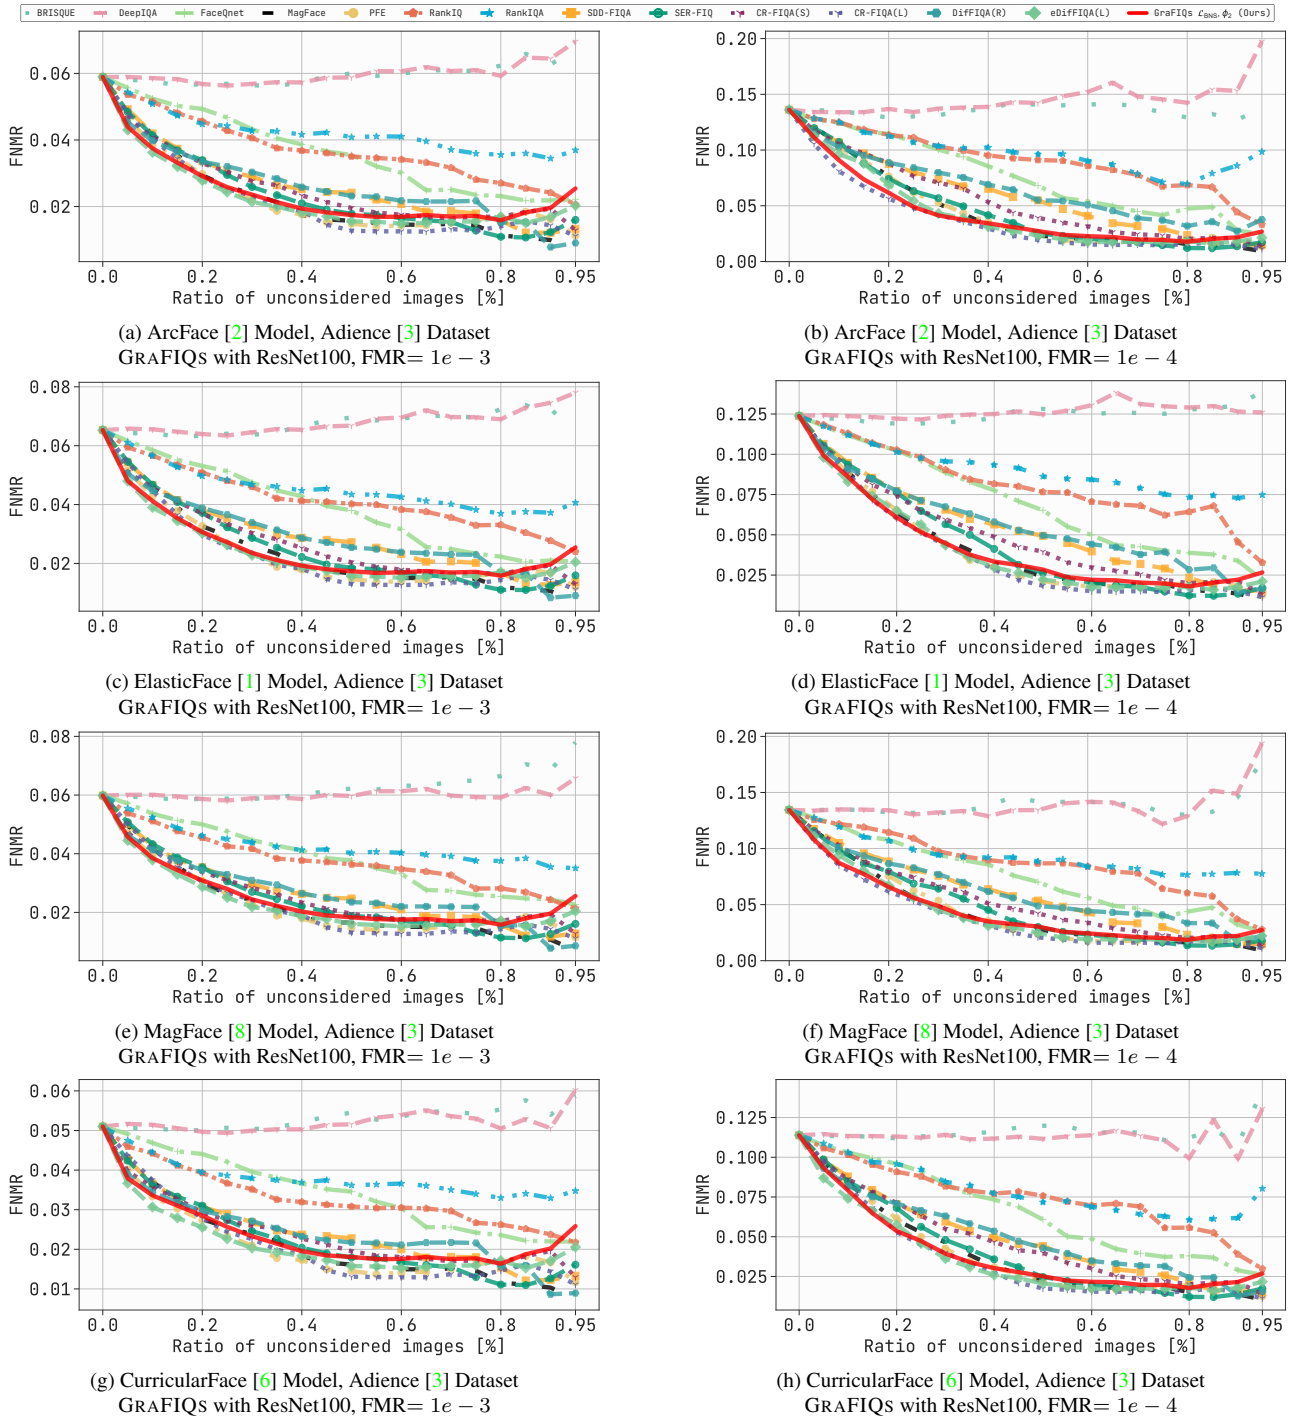 BRISQUE DeepIQA FaceQnet MagFace PFE RankIQ RankIQA SDD-FIQA SER-FIQ CR-FIQA(S) CR-FIQA(L) DifFIQA(R) eDifFIQA(L) GraFIQs ℒBNS, ϕ2 (Ours)
0.06
0.04
0.02
FNMR
0.0 0.2 0.4 0.6 0.8 0.95
Ratio of unconsidered images [%]
(a) ArcFace [2] Model, Adience [3] Dataset
GRAFIQS with ResNet100, FMR= 1e − 3
0.20
0.15
0.10
0.05
0.00
FNMR
0.0 0.2 0.4 0.6 0.8 0.95
Ratio of unconsidered images [%]
(b) ArcFace [2] Model, Adience [3] Dataset
GRAFIQS with ResNet100, FMR= 1e − 4
0.08
0.06
0.04
0.02
FNMR
0.0 0.2 0.4 0.6 0.8 0.95
Ratio of unconsidered images [%]
(c) ElasticFace [1] Model, Adience [3] Dataset
GRAFIQS with ResNet100, FMR= 1e − 3
0.125
0.100
0.075
0.050
0.025
FNMR
0.0 0.2 0.4 0.6 0.8 0.95
Ratio of unconsidered images [%]
(d) ElasticFace [1] Model, Adience [3] Dataset
GRAFIQS with ResNet100, FMR= 1e − 4
0.08
0.06
0.04
0.02
FNMR
0.0 0.2 0.4 0.6 0.8 0.95
Ratio of unconsidered images [%]
(e) MagFace [8] Model, Adience [3] Dataset
GRAFIQS with ResNet100, FMR= 1e − 3
0.20
0.15
0.10
0.05
0.00
FNMR
0.0 0.2 0.4 0.6 0.8 0.95
Ratio of unconsidered images [%]
(f) MagFace [8] Model, Adience [3] Dataset
GRAFIQS with ResNet100, FMR= 1e − 4
0.06
0.05
0.04
0.03
0.02
0.01
FNMR
0.0 0.2 0.4 0.6 0.8 0.95
Ratio of unconsidered images [%]
(g) CurricularFace [6] Model, Adience [3] Dataset
GRAFIQS with ResNet100, FMR= 1e − 3
0.125
0.100
0.075
0.050
0.025
FNMR
0.0 0.2 0.4 0.6 0.8 0.95
Ratio of unconsidered images [%]
(h) CurricularFace [6] Model, Adience [3] Dataset
GRAFIQS with ResNet100, FMR= 1e − 4